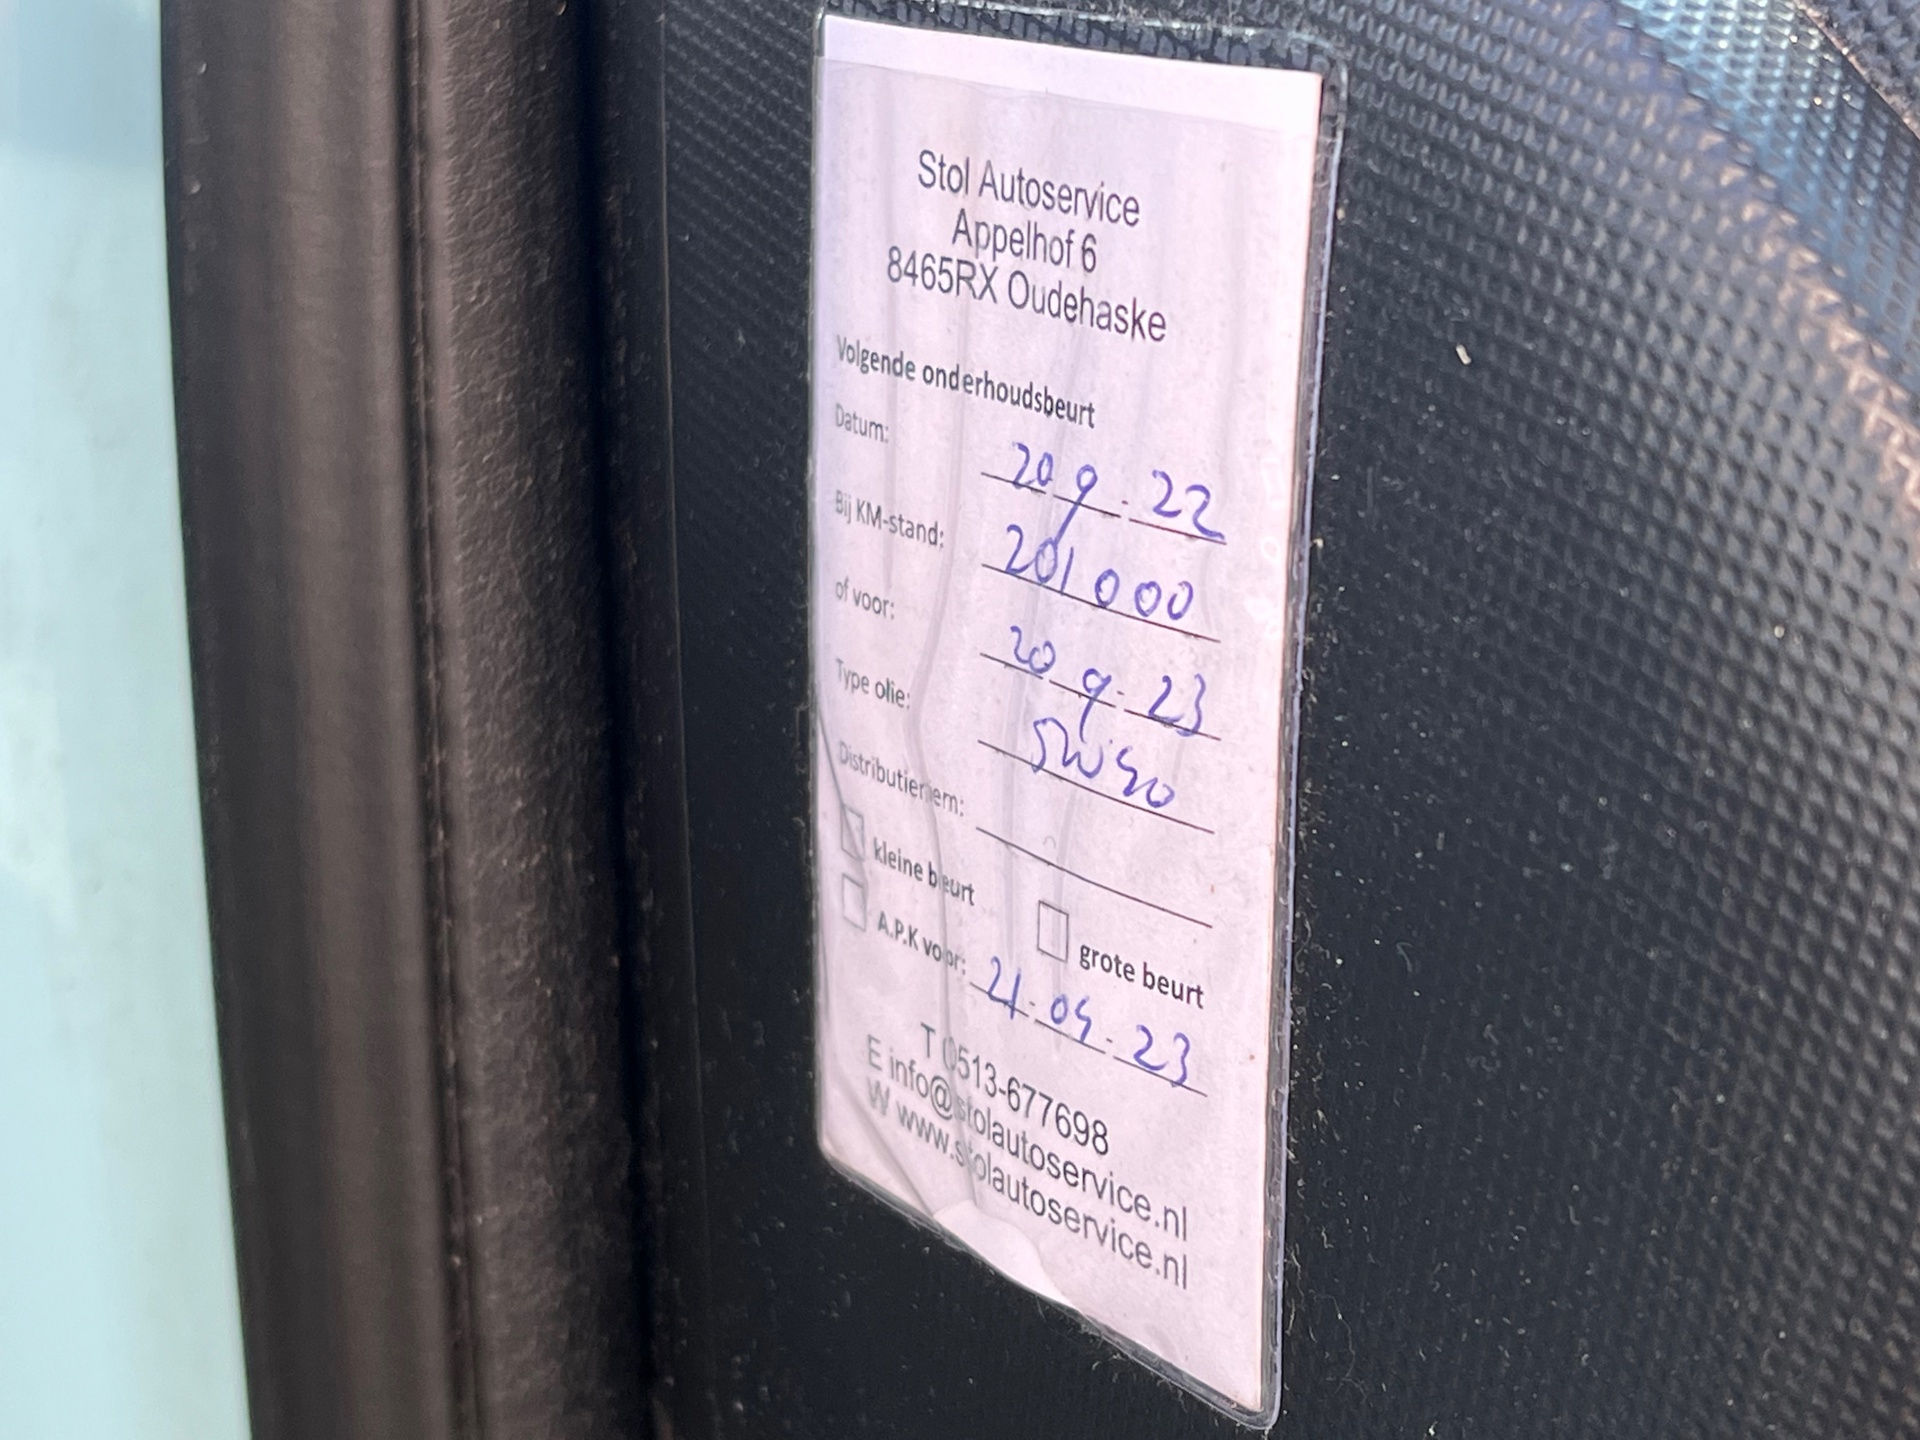 Stol Autoservice
Appelhof 6
8465RX Oudehaske
Volgende onderhoudsbeurt
Datum: 20 9 - 22
Bij KM-stand: 201000
of voor: 20 9 - 23
Type olie: 5W40
Distributieriem:
kleine beurt grote beurt
A.P.K voor: 21-04-23
T 0513-677698
E info@stolautoservice.nl
W www.stolautoservice.nl